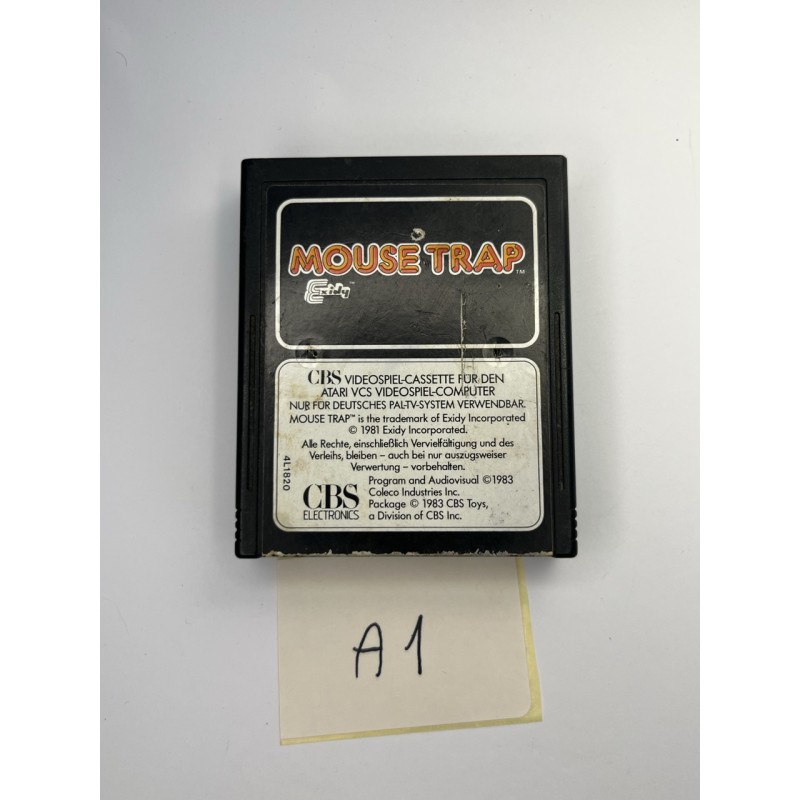 MOUSE TRAP™
Exidy™
CBS VIDEOSPIEL-CASSETTE FÜR DEN
ATARI VCS VIDEOSPIEL-COMPUTER
NUR FÜR DEUTSCHES PAL-TV-SYSTEM VERWENDBAR.
MOUSE TRAP™ is the trademark of Exidy Incorporated
© 1981 Exidy Incorporated.
Alle Rechte, einschließlich Vervielfältigung und des
Verleihs, bleiben – auch bei nur auszugsweiser
Verwertung – vorbehalten.
4L1820
CBS
ELECTRONICS
Program and Audiovisual ©1983
Coleco Industries Inc.
Package © 1983 CBS Toys,
a Division of CBS Inc.
A1